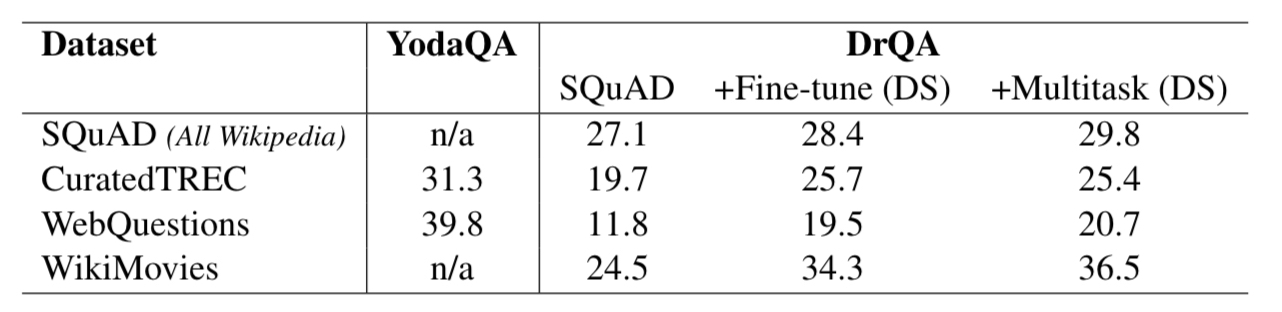 Dataset YodaQA DrQA
SQuAD +Fine-tune (DS) +Multitask (DS)
SQuAD (All Wikipedia) n/a 27.1 28.4 29.8
CuratedTREC 31.3 19.7 25.7 25.4
WebQuestions 39.8 11.8 19.5 20.7
WikiMovies n/a 24.5 34.3 36.5